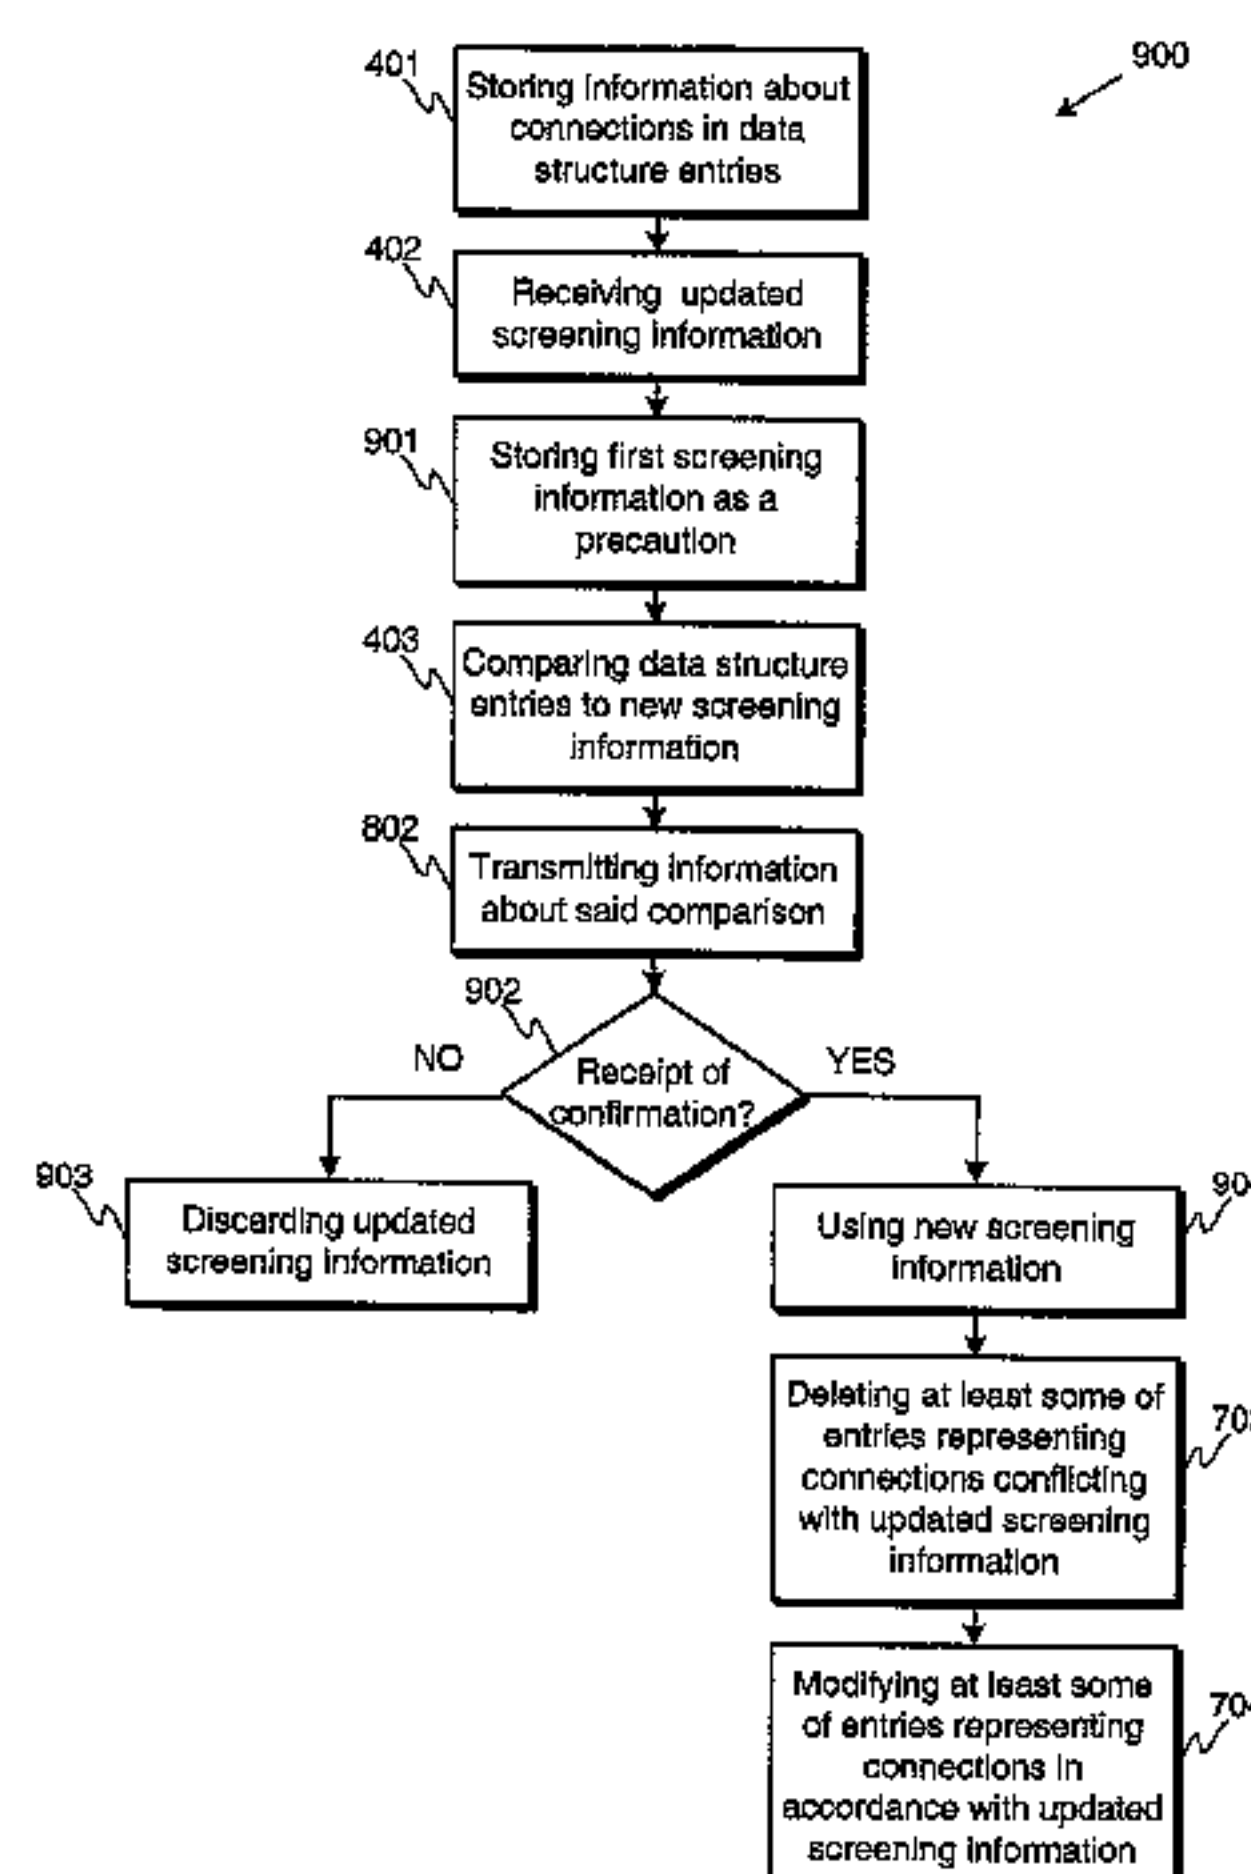 900
401
Storing information about
connections in data
structure entries
402
Receiving updated
screening information
901
Storing first screening
information as a
precaution
403
Comparing data structure
entries to new screening
information
802
Transmitting information
about said comparison
902
NO
Receipt of
confirmation?
YES
903
Discarding updated
screening information
Using new screening
information
Deleting at least some of
entries representing
connections conflicting
with updated screening
information
704
Modifying at least some
of entries representing
connections in
accordance with updated
screening information